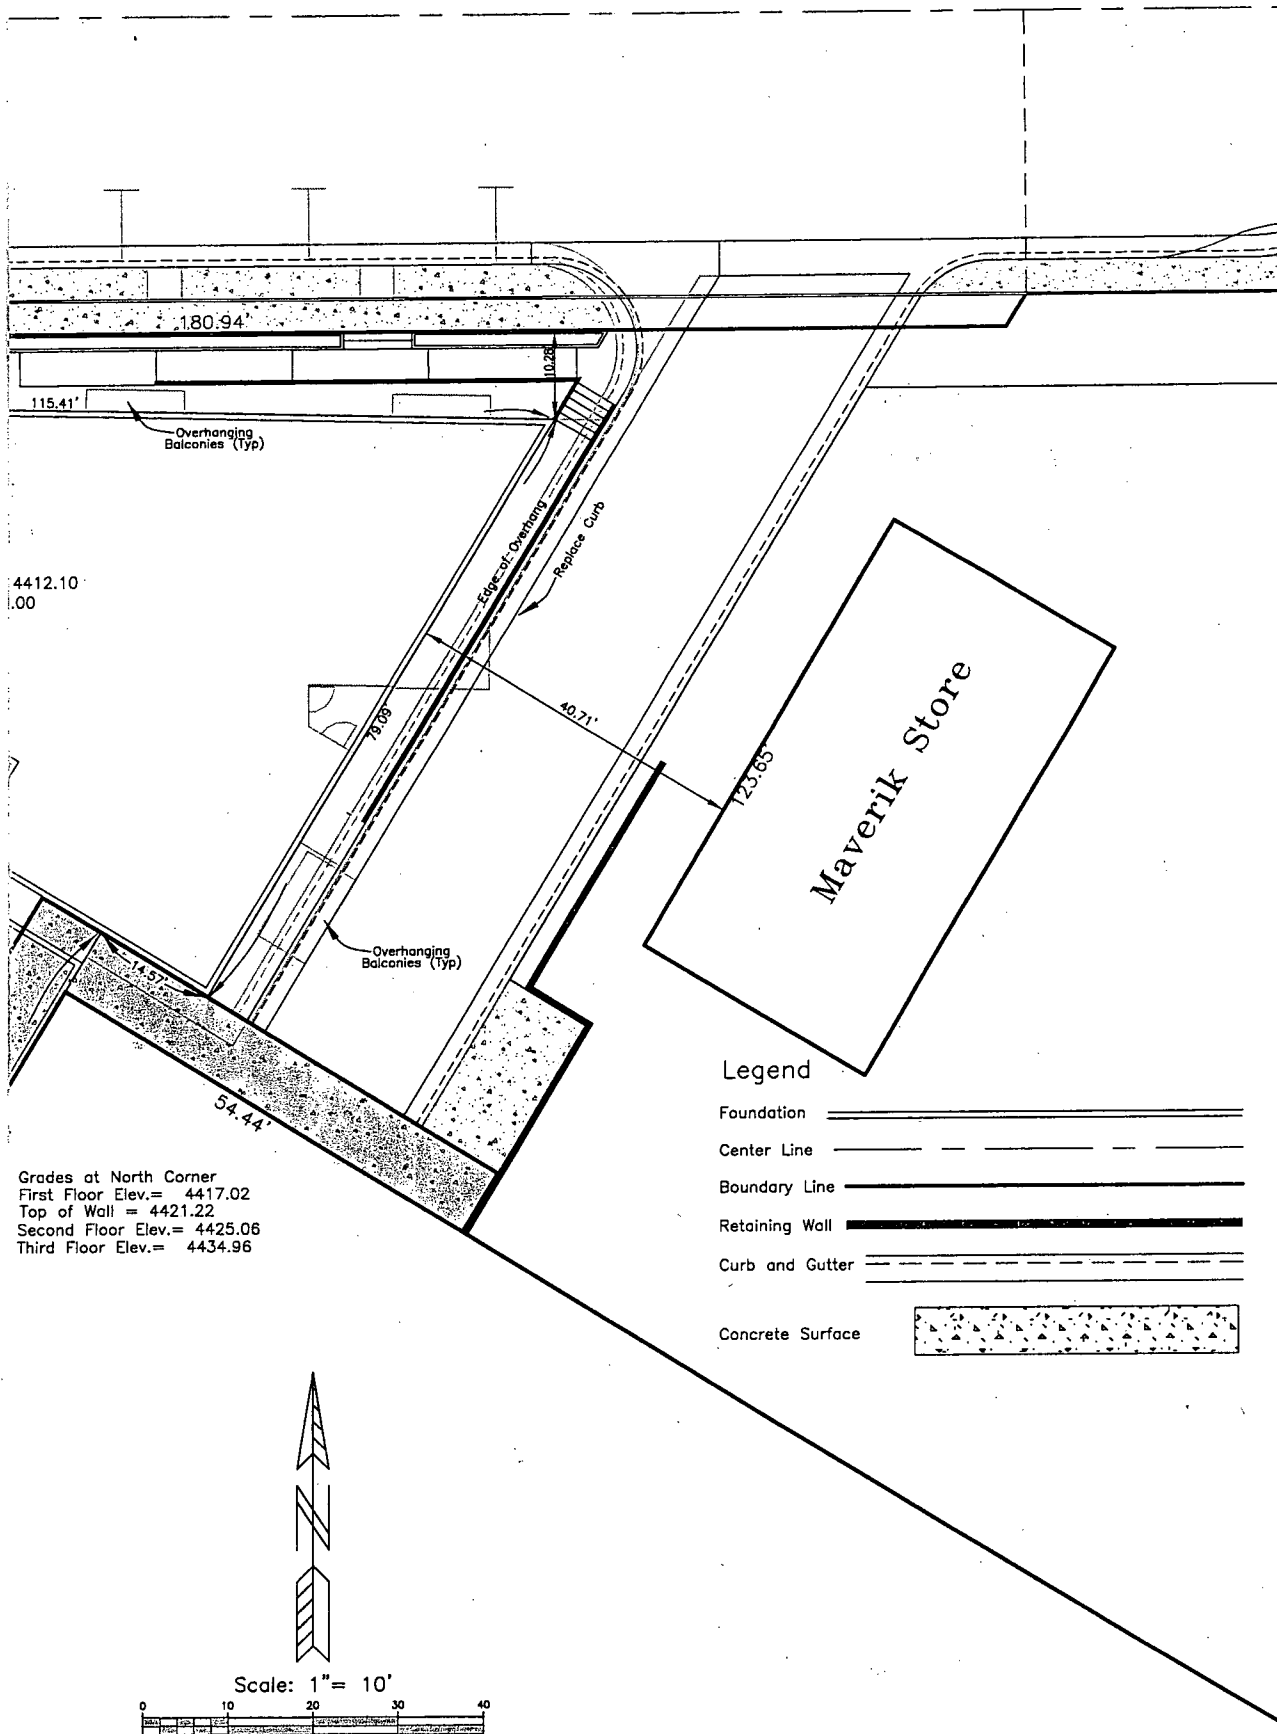 180.94'
10.28'
115.41'
Overhanging
Balconies (Typ)
Edge of Overhang
Replace Curb
4412.10
.00
79.09'
40.71'
123.65'
Maverik Store
Overhanging
Balconies (Typ)
14.57'
54.44'
Legend
Foundation
Center Line
Boundary Line
Retaining Wall
Curb and Gutter
Concrete Surface
Grades at North Corner
First Floor Elev.= 4417.02
Top of Wall = 4421.22
Second Floor Elev.= 4425.06
Third Floor Elev.= 4434.96
N
Scale: 1"= 10'
0 10 20 30 40